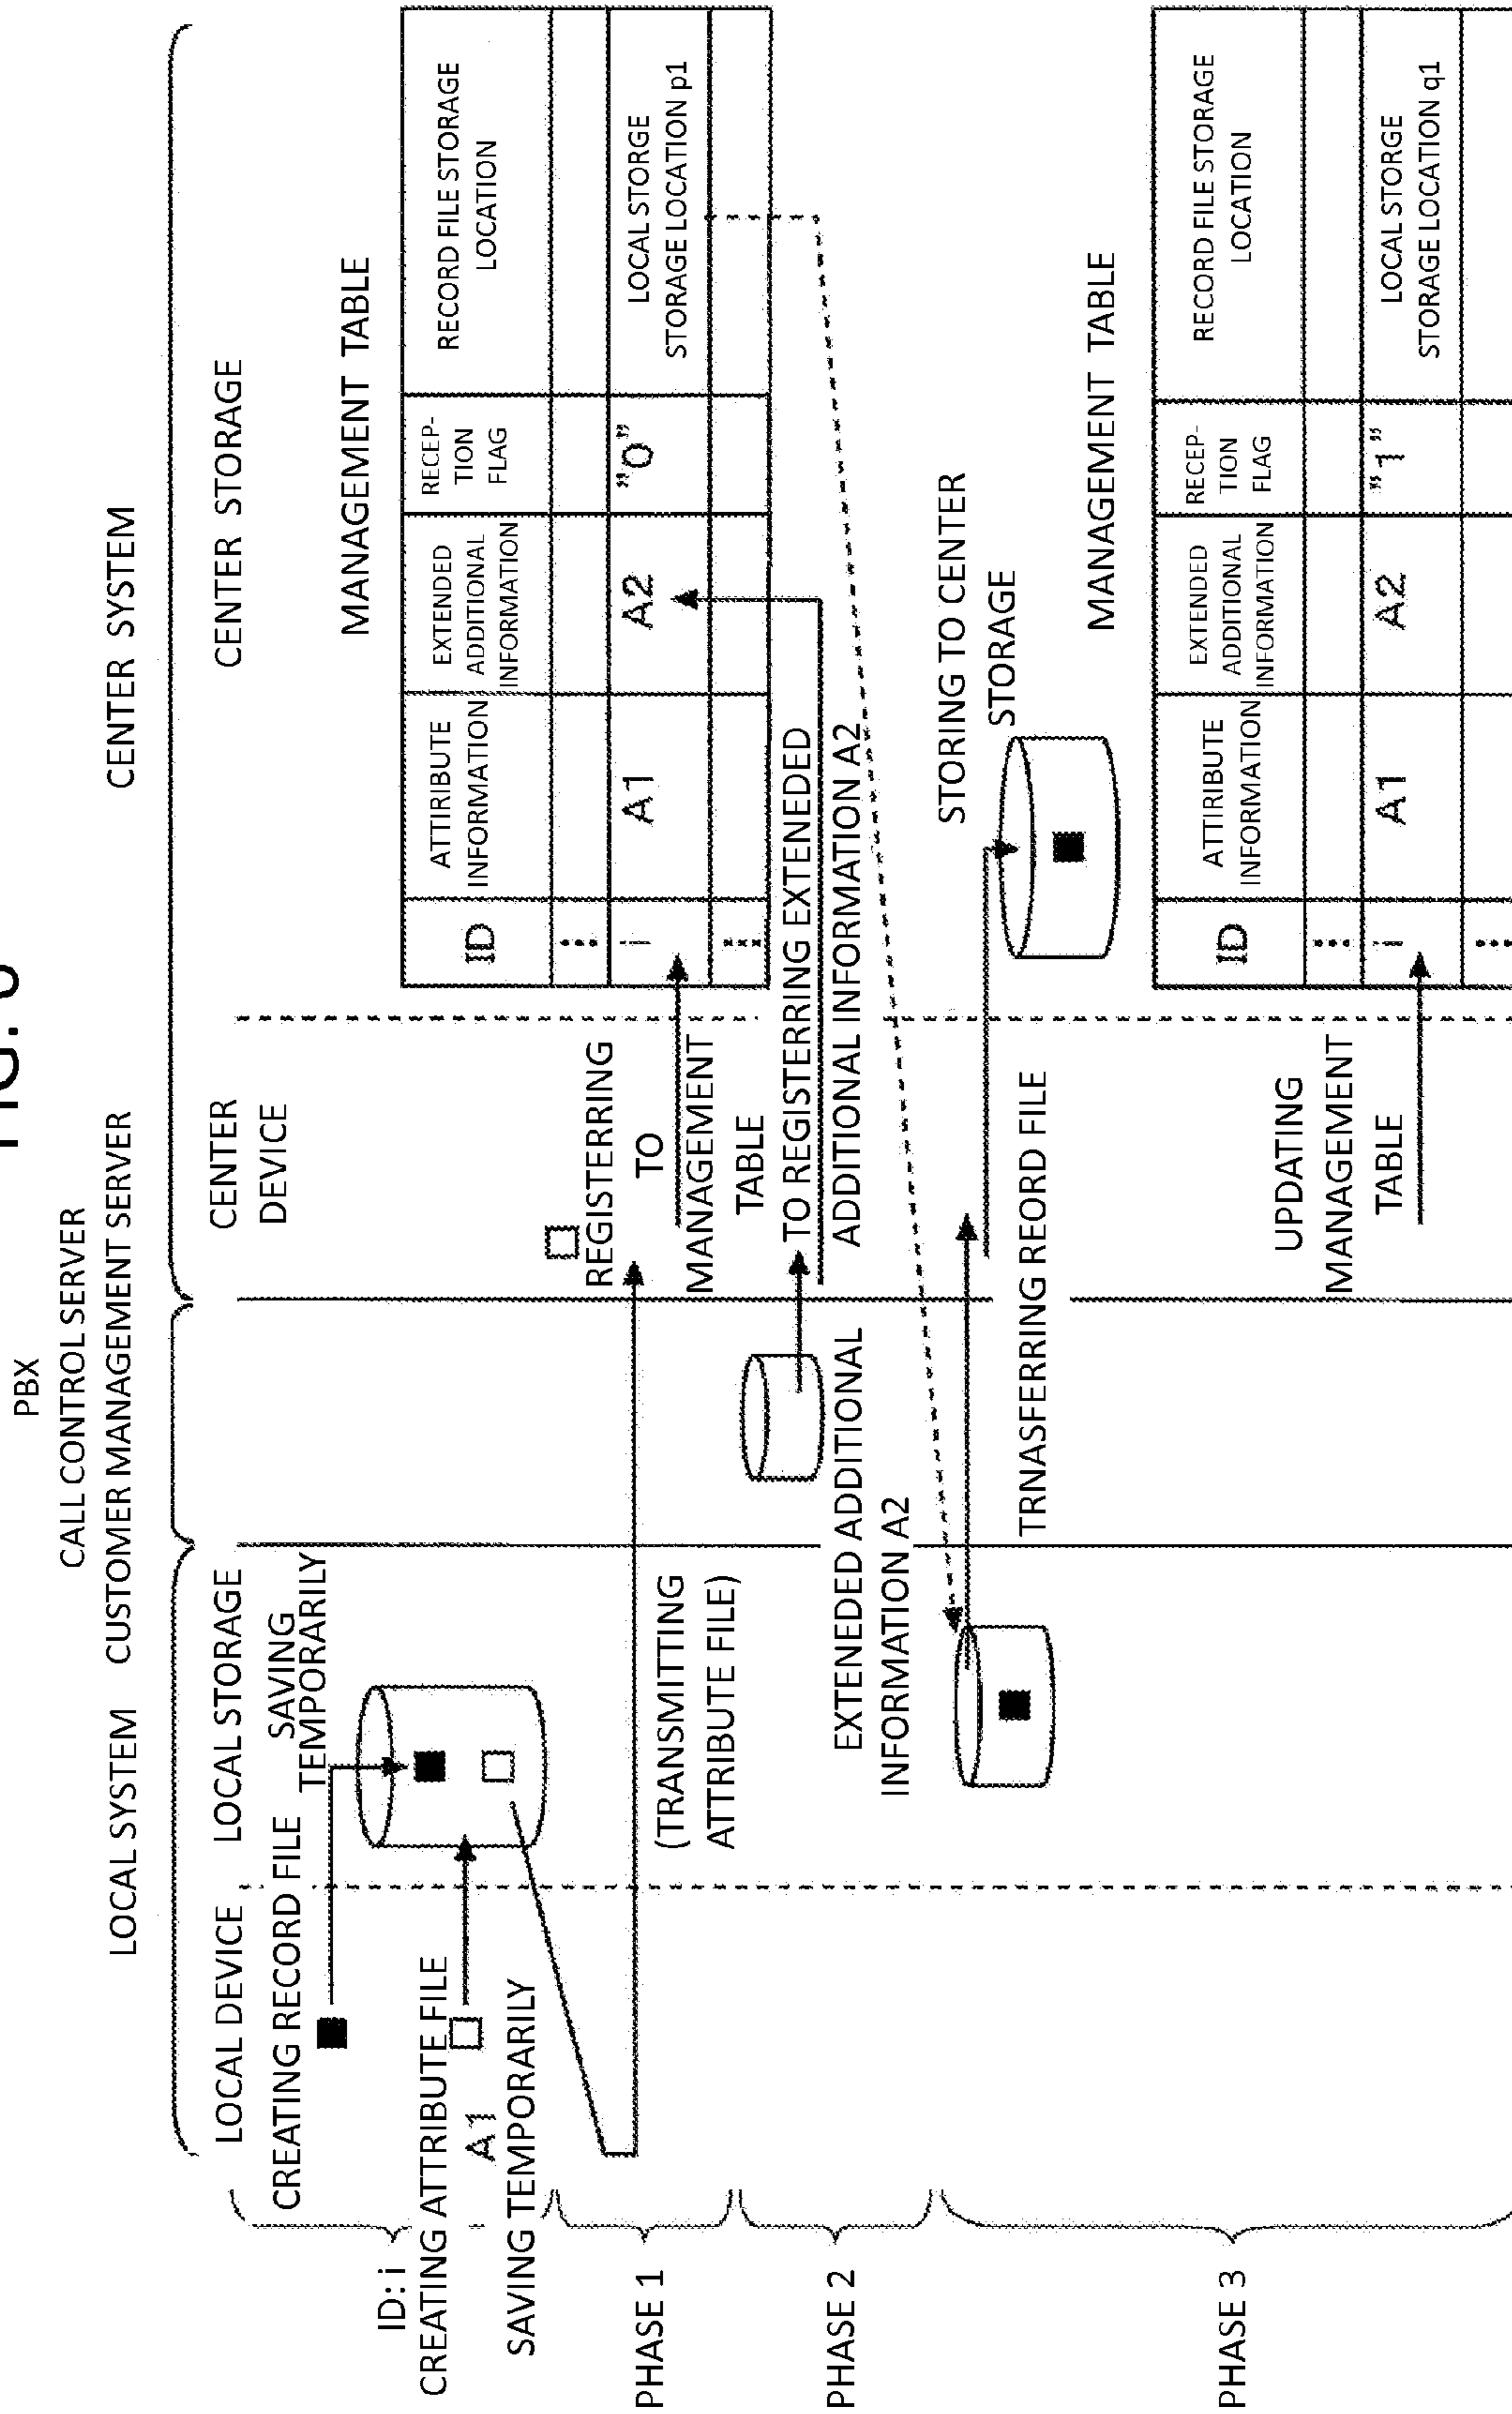 PBX
CALL CONTROL SERVER
LOCAL SYSTEM CUSTOMER MANAGEMENT SERVER
CENTER SYSTEM
LOCAL DEVICE
LOCAL STORAGE
CENTER
DEVICE
CENTER STORAGE
CREATING RECORD FILE
SAVING
TEMPORARILY
ID: i
CREATING ATTRIBUTE FILE
A1
SAVING TEMPORARILY
MANAGEMENT TABLE
ID
ATTIRIBUTE
INFORMATION
EXTENDED
ADDITIONAL
INFORMATION
RECEP-
TION
FLAG
RECORD FILE STORAGE
LOCATION
i
A1
A2
"0"
LOCAL STORGE
STORAGE LOCATION p1
PHASE 1
(TRANSMITTING
ATTRIBUTE FILE)
REGISTERRING
TO
MANAGEMENT
TABLE
PHASE 2
EXTENEDED ADDITIONAL
INFORMATION A2
TO REGISTERRING EXTENEDED
ADDITIONAL INFORMATION A2
PHASE 3
TRNASFERRING REORD FILE
STORING TO CENTER
STORAGE
UPDATING
MANAGEMENT
TABLE
MANAGEMENT TABLE
ID
ATTIRIBUTE
INFORMATION
EXTENDED
ADDITIONAL
INFORMATION
RECEP-
TION
FLAG
RECORD FILE STORAGE
LOCATION
i
A1
A2
"1"
LOCAL STORGE
STORAGE LOCATION q1